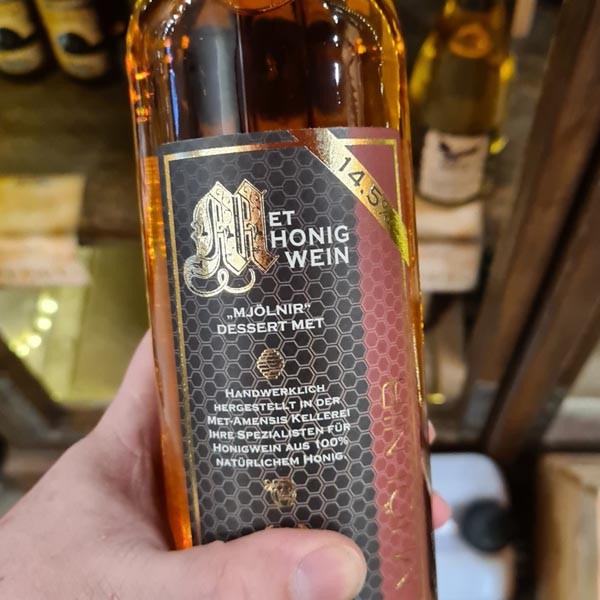 14.5%
MET
HONIG
WEIN
„MJÖLNIR“
DESSERT MET
HANDWERKLICH
HERGESTELLT IN DER
MET-AMENSIS KELLEREI
IHRE SPEZIALISTEN FÜR
HONIGWEIN AUS 100%
NATÜRLICHEM HONIG